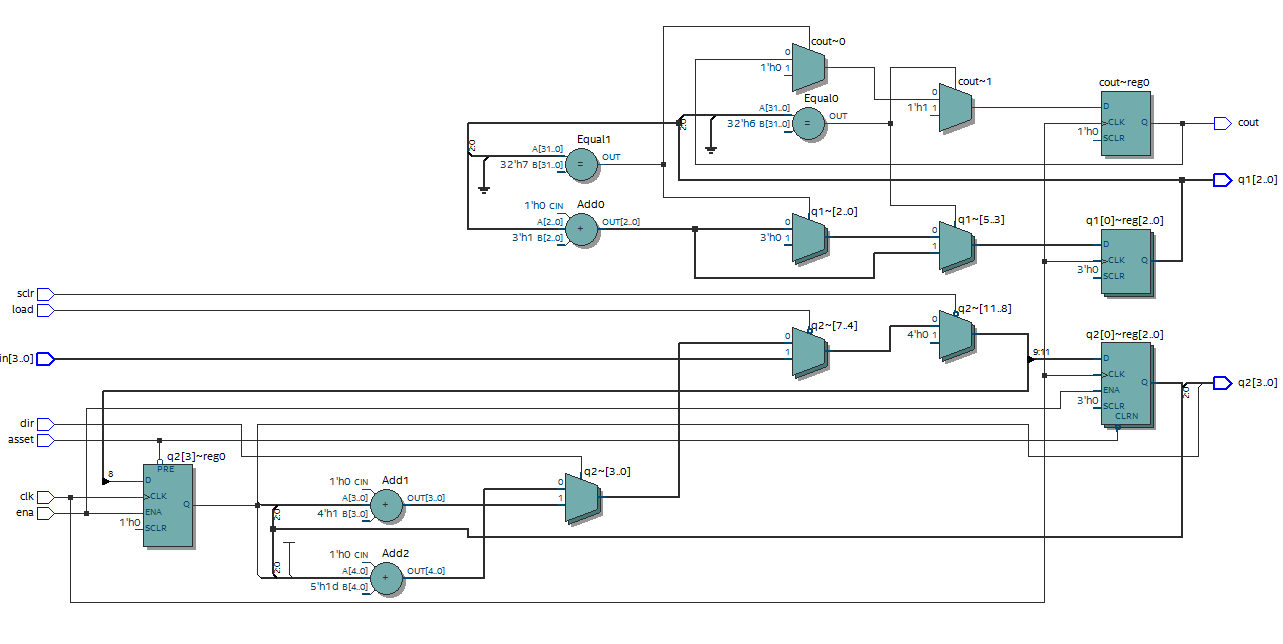 cout~0
0
1'h0 1
cout~1
0
1'h1 1
cout~reg0
D
CLK
1'h0
SCLR
Q
cout
Equal0
A[31..0]
32'h6 B[31..0]
=
OUT
2:0
2:0
Equal1
A[31..0]
32'h7 B[31..0]
=
OUT
q1[2..0]
Add0
1'h0 CIN
A[2..0]
3'h1 B[2..0]
+
OUT[2..0]
q1~[2..0]
0
3'h0 1
q1~[5..3]
0
1
q1[0]~reg[2..0]
D
CLK
3'h0
SCLR
Q
sclr
load
q2~[7..4]
0
1
q2~[11..8]
0
4'h0 1
q2[0]~reg[2..0]
9:11
D
CLK
ENA
3'h0
SCLR
CLRN
Q
2:0
q2[3..0]
in[3..0]
dir
asset
q2[3]~reg0
PRE
8
D
CLK
ENA
1'h0
SCLR
Q
clk
ena
Add1
1'h0 CIN
A[3..0]
4'h1 B[3..0]
+
OUT[3..0]
2:0
q2~[3..0]
0
1
Add2
1'h0 CIN
A[4..0]
5'h1d B[4..0]
+
OUT[4..0]
2:0